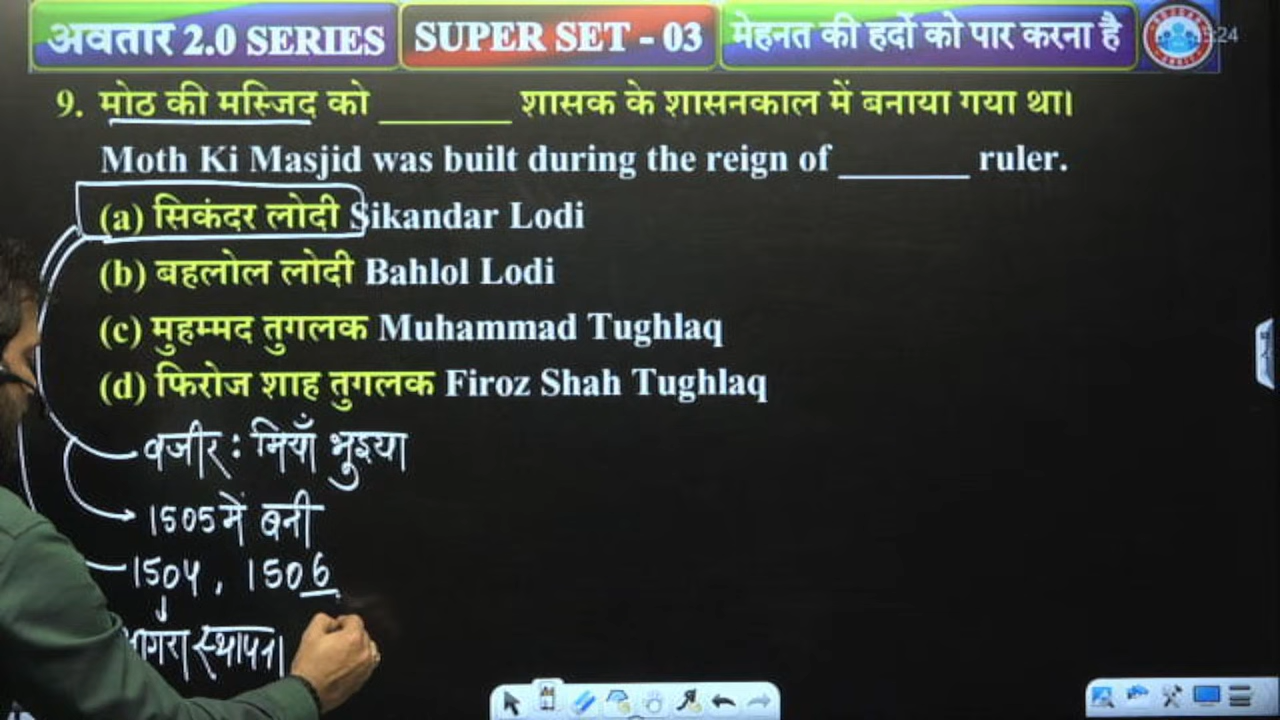 अवतार 2.0 SERIES SUPER SET - 03 मेहनत की हदों को पार करना है
5:24
9. मोठ की मस्जिद को _______ शासक के शासनकाल में बनाया गया था।
Moth Ki Masjid was built during the reign of _______ ruler.
(a) सिकंदर लोदी Sikandar Lodi
(b) बहलोल लोदी Bahlol Lodi
(c) मुहम्मद तुगलक Muhammad Tughlaq
(d) फिरोज शाह तुगलक Firoz Shah Tughlaq
वजीर : मियाँ भुइया
1505 में बनी
1504, 1506
स्थापना